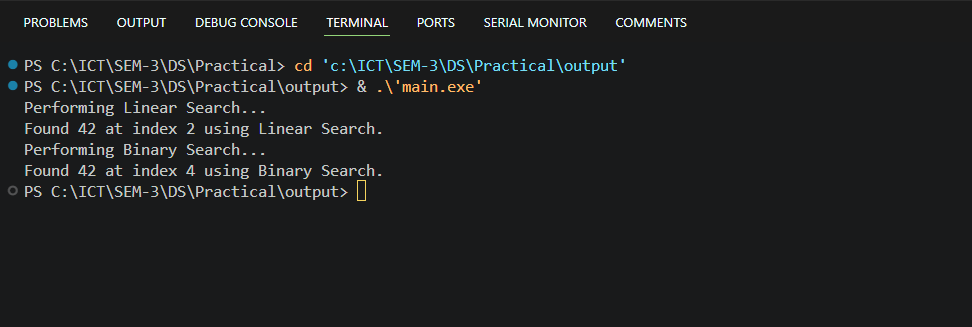 PROBLEMS OUTPUT DEBUG CONSOLE TERMINAL PORTS SERIAL MONITOR COMMENTS
PS C:\ICT\SEM-3\DS\Practical> cd 'c:\ICT\SEM-3\DS\Practical\output'
PS C:\ICT\SEM-3\DS\Practical\output> & .\'main.exe'
Performing Linear Search...
Found 42 at index 2 using Linear Search.
Performing Binary Search...
Found 42 at index 4 using Binary Search.
PS C:\ICT\SEM-3\DS\Practical\output>